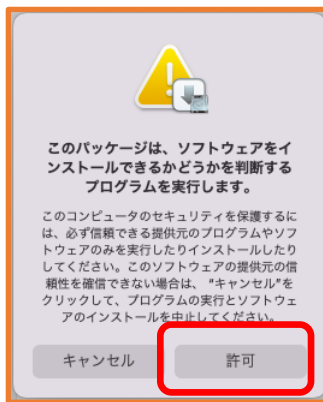 このパッケージは、ソフトウェアをイ
ンストールできるかどうかを判断する
プログラムを実行します。
このコンピュータのセキュリティを保護するに
は、必ず信頼できる提供元のプログラムやソフ
トウェアのみを実行したりインストールしたり
してください。このソフトウェアの提供元の信
頼性を確信できない場合は、"キャンセル"を
クリックして、プログラムの実行とソフトウェ
アのインストールを中止してください。
キャンセル 許可